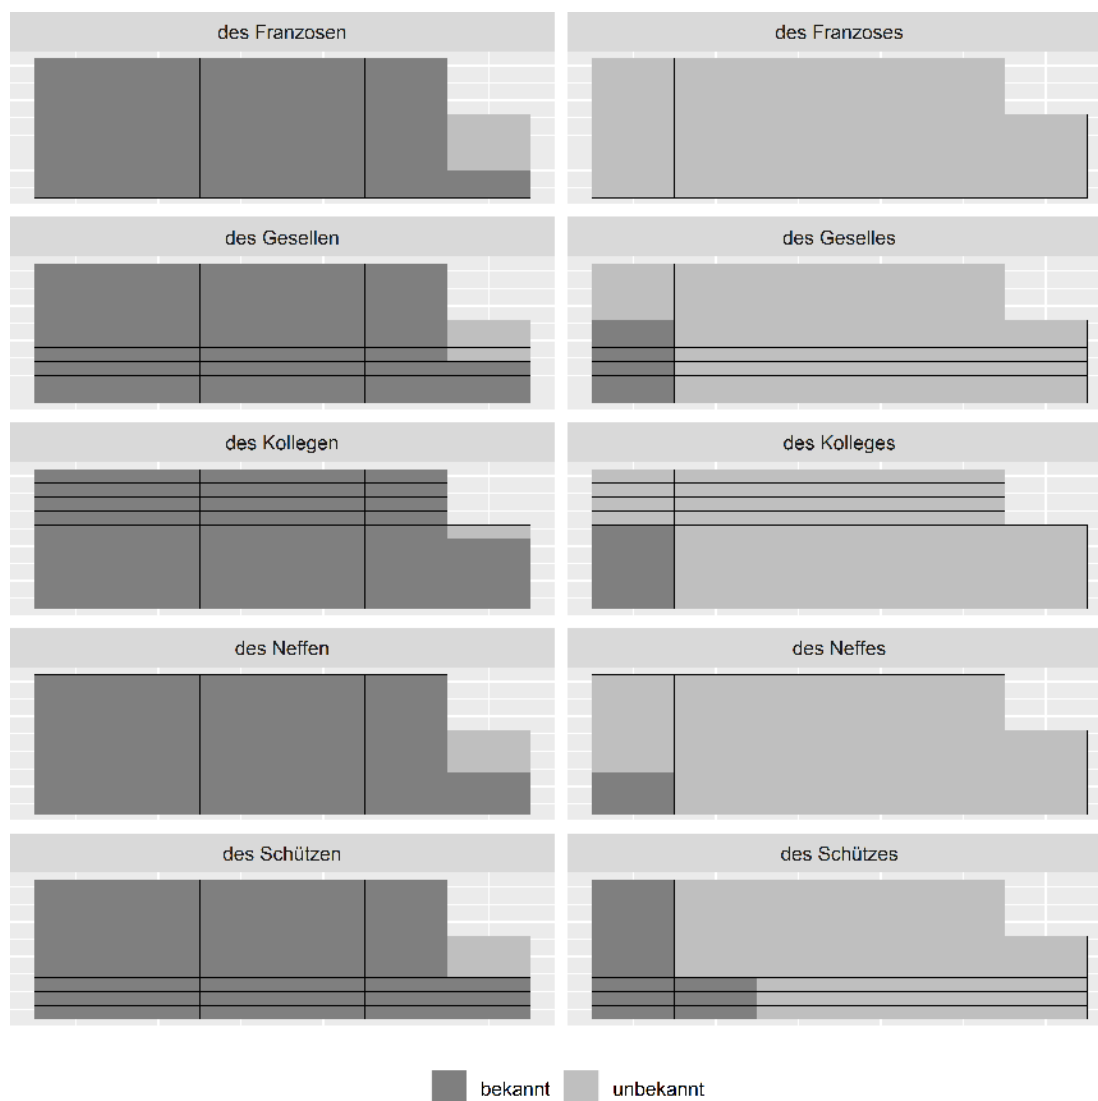 des Franzosen
des Franzoses
des Gesellen
des Geselles
des Kollegen
des Kolleges
des Neffen
des Neffes
des Schützen
des Schützes
bekannt
unbekannt